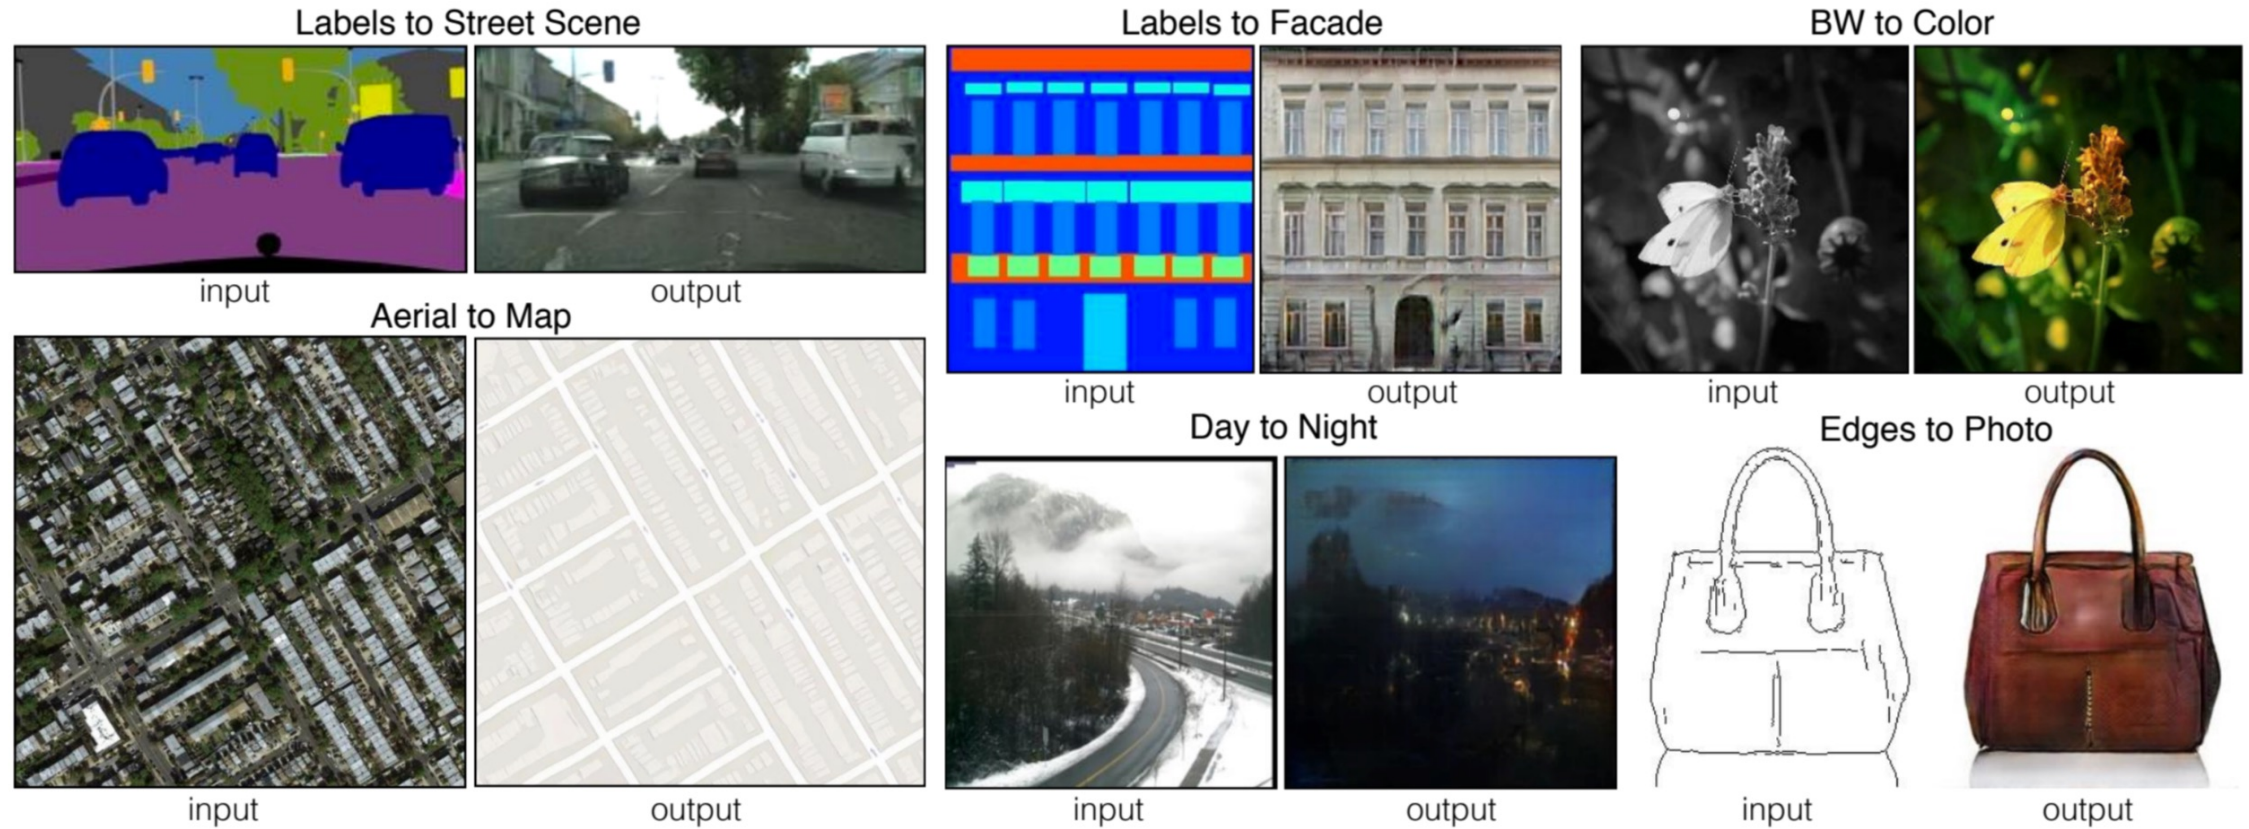 Labels to Street Scene
input
output
Aerial to Map
input
output
Labels to Facade
input
output
BW to Color
input
output
Day to Night
input
output
Edges to Photo
input
output